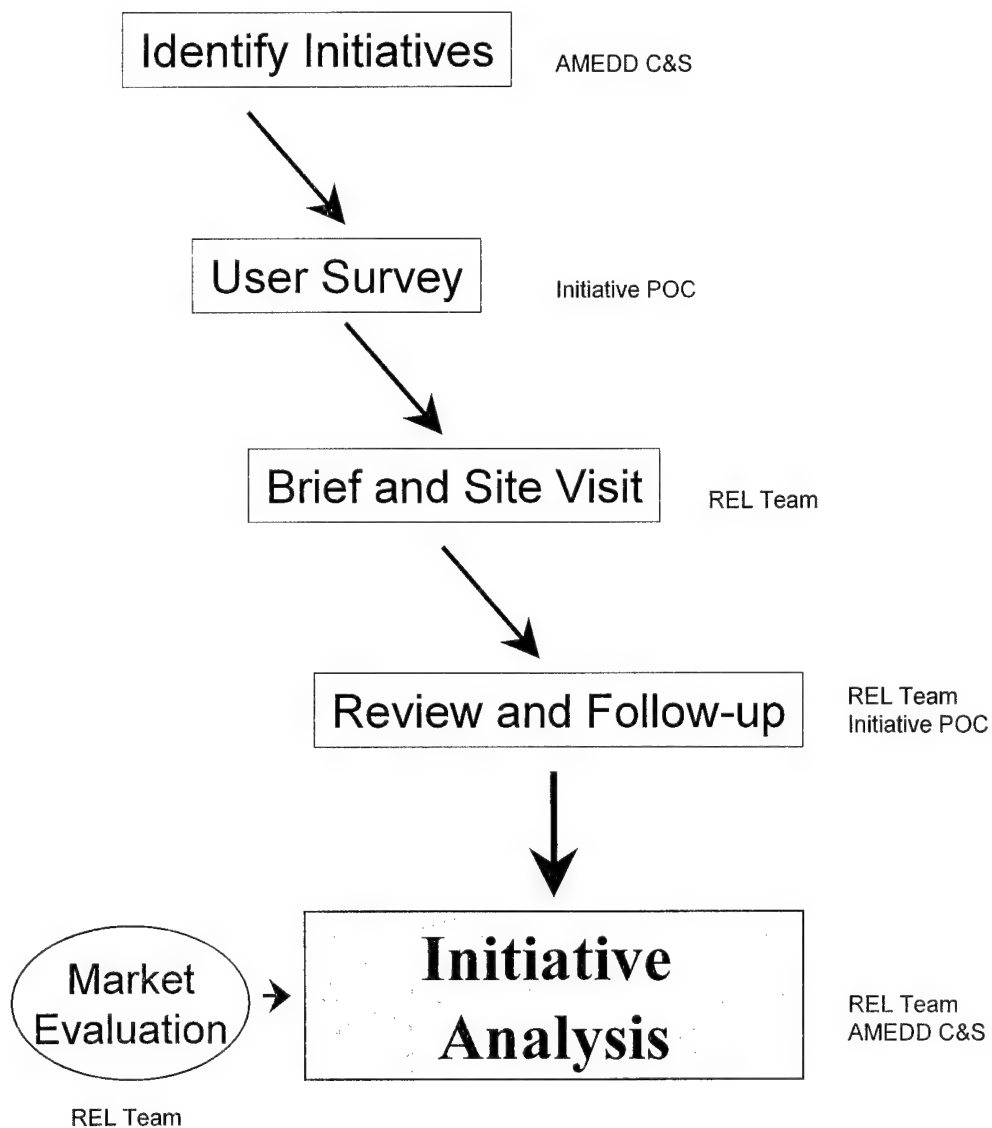 Identify Initiatives
AMEDD C&S
User Survey
Initiative POC
Brief and Site Visit
REL Team
Review and Follow-up
REL Team
Initiative POC
Market
Evaluation
REL Team
Initiative
Analysis
REL Team
AMEDD C&S